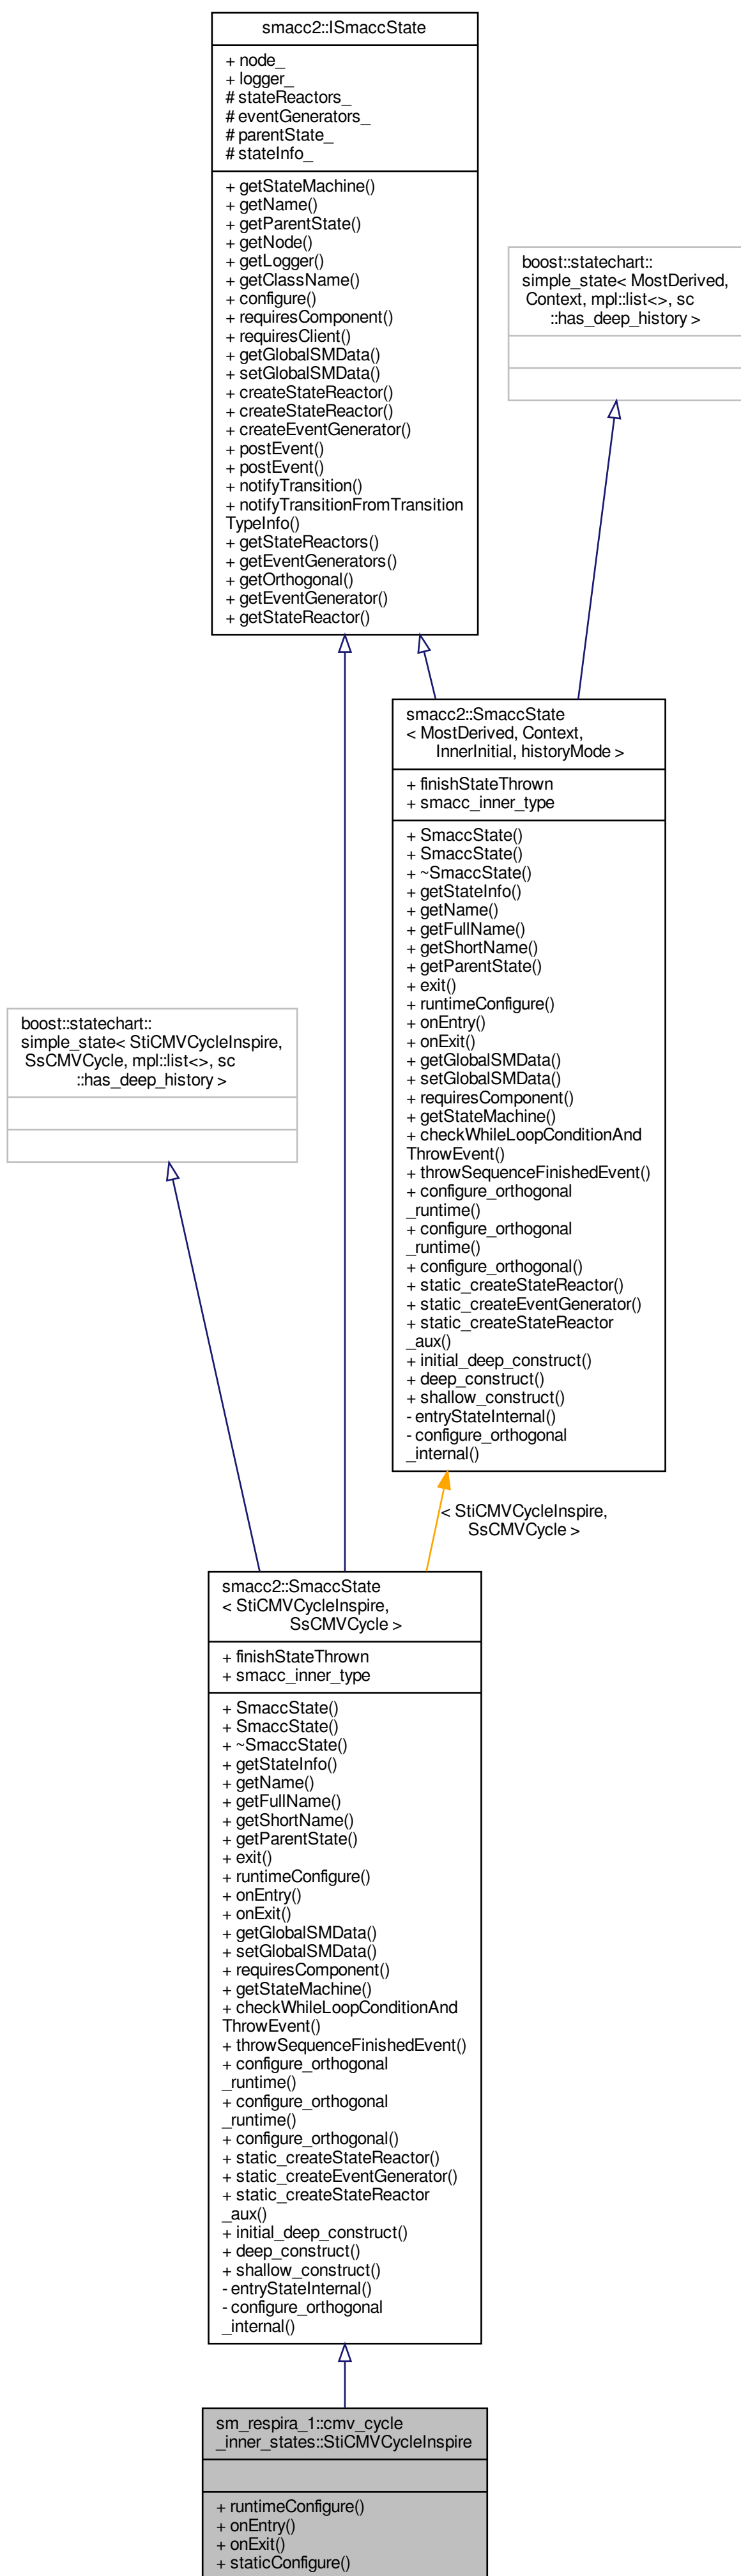 smacc2::ISmaccState
+ node_
+ logger_
# stateReactors_
# eventGenerators_
# parentState_
# stateInfo_
+ getStateMachine()
+ getName()
+ getParentState()
+ getNode()
+ getLogger()
+ getClassName()
+ configure()
+ requiresComponent()
+ requiresClient()
+ getGlobalSMData()
+ setGlobalSMData()
+ createStateReactor()
+ createStateReactor()
+ createEventGenerator()
+ postEvent()
+ postEvent()
+ notifyTransition()
+ notifyTransitionFromTransition
TypeInfo()
+ getStateReactors()
+ getEventGenerators()
+ getOrthogonal()
+ getEventGenerator()
+ getStateReactor()
boost::statechart::
simple_state< MostDerived,
Context, mpl::list<>, sc
::has_deep_history >
smacc2::SmaccState
< MostDerived, Context,
InnerInitial, historyMode >
+ finishStateThrown
+ smacc_inner_type
+ SmaccState()
+ SmaccState()
+ ~SmaccState()
+ getStateInfo()
+ getName()
+ getFullName()
+ getShortName()
+ getParentState()
+ exit()
+ runtimeConfigure()
+ onEntry()
+ onExit()
+ getGlobalSMData()
+ setGlobalSMData()
+ requiresComponent()
+ getStateMachine()
+ checkWhileLoopConditionAnd
ThrowEvent()
+ throwSequenceFinishedEvent()
+ configure_orthogonal
_runtime()
+ configure_orthogonal
_runtime()
+ configure_orthogonal()
+ static_createStateReactor()
+ static_createEventGenerator()
+ static_createStateReactor
_aux()
+ initial_deep_construct()
+ deep_construct()
+ shallow_construct()
- entryStateInternal()
- configure_orthogonal
_internal()
boost::statechart::
simple_state< StiCMVCycleInspire,
SsCMVCycle, mpl::list<>, sc
::has_deep_history >
< StiCMVCycleInspire,
SsCMVCycle >
smacc2::SmaccState
< StiCMVCycleInspire,
SsCMVCycle >
+ finishStateThrown
+ smacc_inner_type
+ SmaccState()
+ SmaccState()
+ ~SmaccState()
+ getStateInfo()
+ getName()
+ getFullName()
+ getShortName()
+ getParentState()
+ exit()
+ runtimeConfigure()
+ onEntry()
+ onExit()
+ getGlobalSMData()
+ setGlobalSMData()
+ requiresComponent()
+ getStateMachine()
+ checkWhileLoopConditionAnd
ThrowEvent()
+ throwSequenceFinishedEvent()
+ configure_orthogonal
_runtime()
+ configure_orthogonal
_runtime()
+ configure_orthogonal()
+ static_createStateReactor()
+ static_createEventGenerator()
+ static_createStateReactor
_aux()
+ initial_deep_construct()
+ deep_construct()
+ shallow_construct()
- entryStateInternal()
- configure_orthogonal
_internal()
sm_respira_1::cmv_cycle
_inner_states::StiCMVCycleInspire
+ runtimeConfigure()
+ onEntry()
+ onExit()
+ staticConfigure()